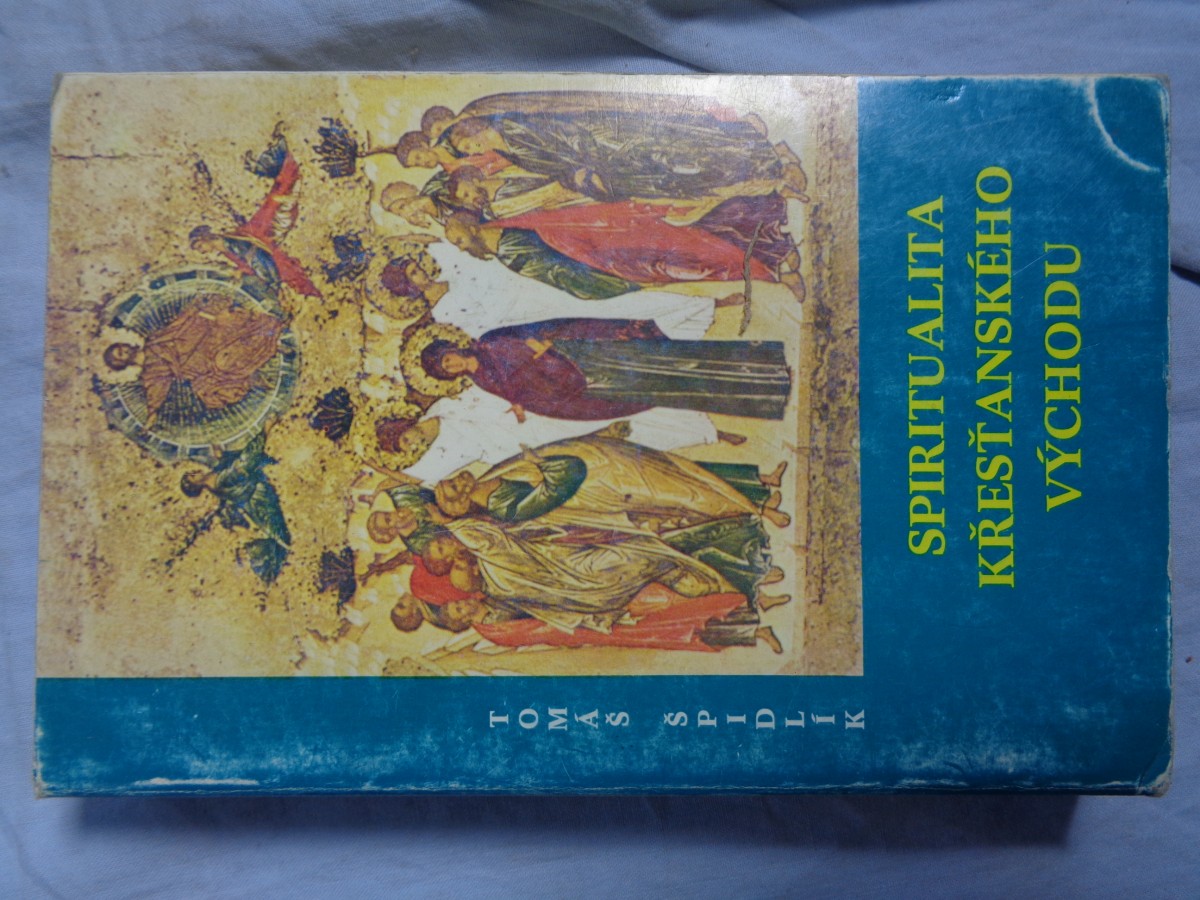 TOMÁŠ ŠPIDLÍK
SPIRITUALITA
KŘESŤANSKÉHO
VÝCHODU